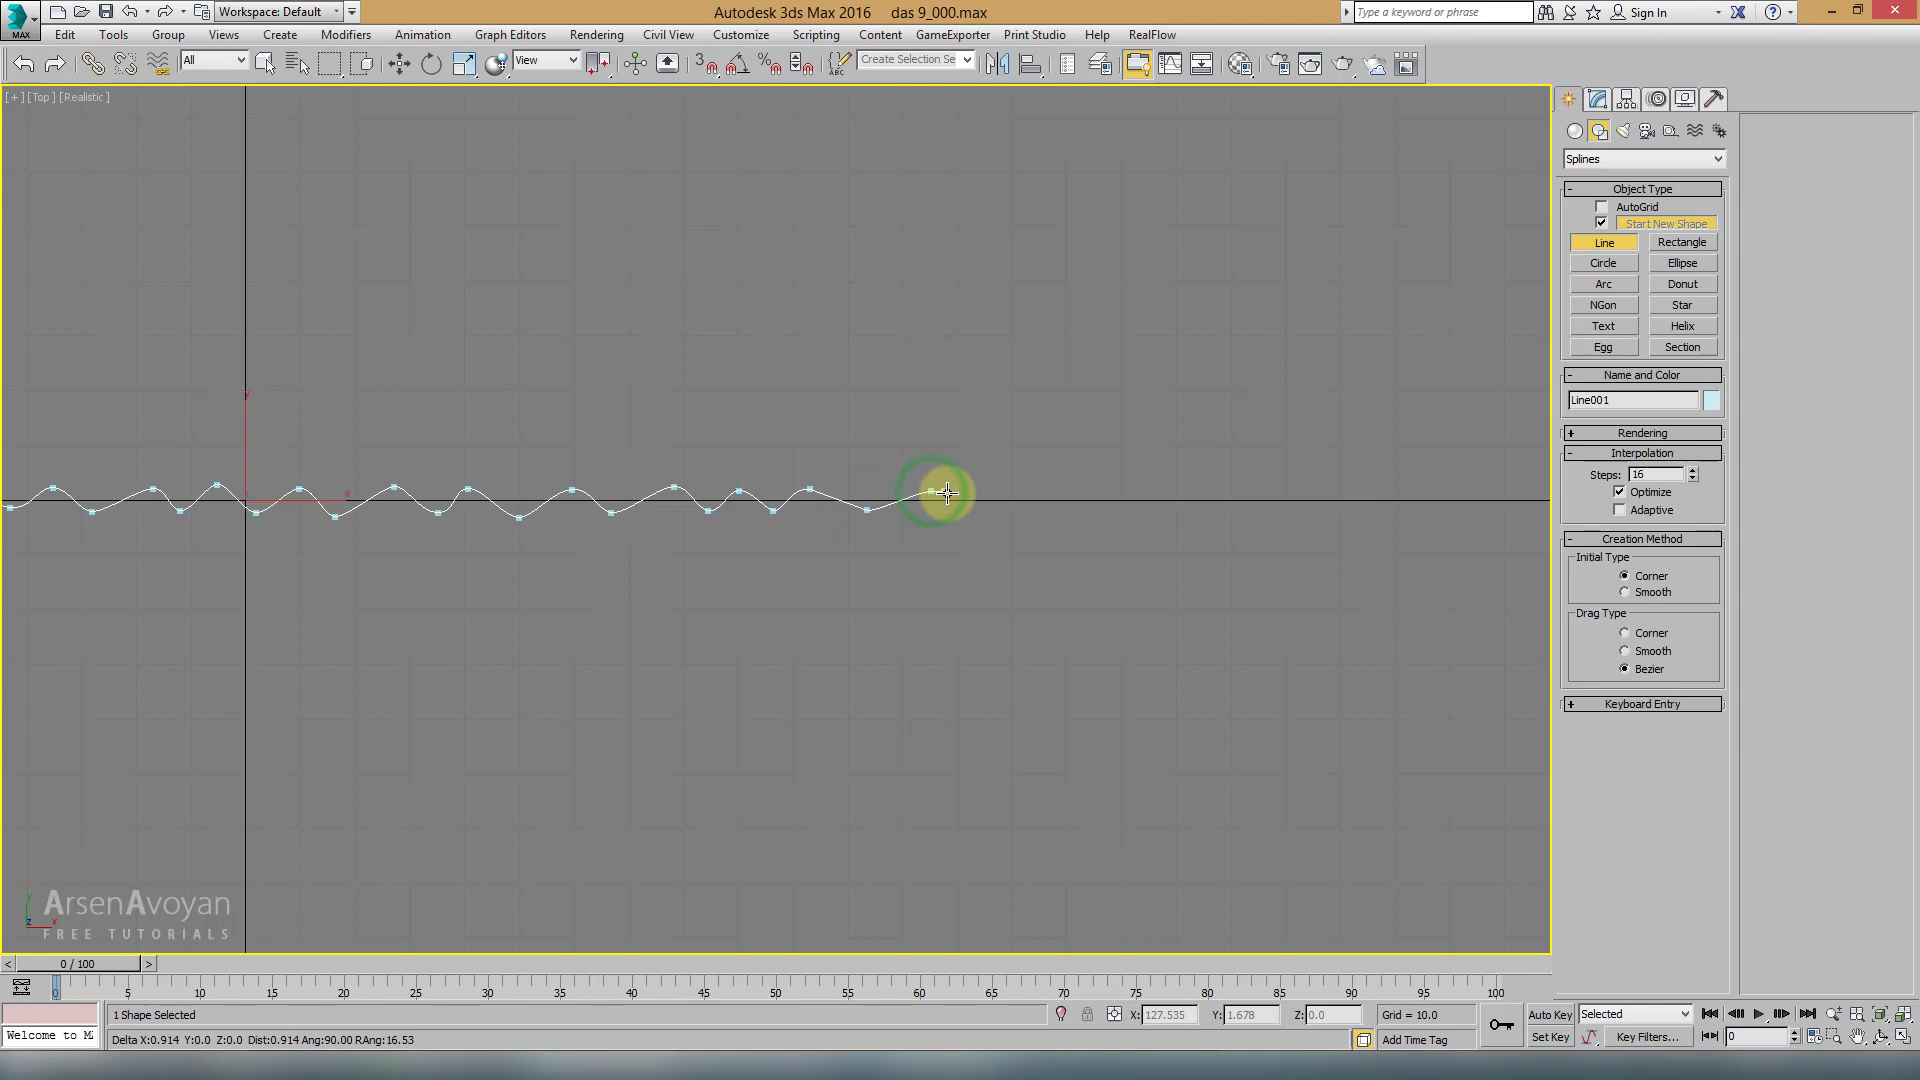 MAX
Workspace: Default
Autodesk 3ds Max 2016 das 9_000.max
Type a keyword or phrase
Sign In
Edit Tools Group Views Create Modifiers Animation Graph Editors Rendering Civil View Customize Scripting Content GameExporter Print Studio Help RealFlow
All
View
3
ABC
Create Selection Se
[+] [Top] [Realistic]
Splines
- Object Type
AutoGrid
Start New Shape
Line Rectangle
Circle Ellipse
Arc Donut
NGon Star
Text Helix
Egg Section
- Name and Color
Line001
+ Rendering
- Interpolation
Steps: 16
Optimize
Adaptive
- Creation Method
Initial Type
Corner
Smooth
Drag Type
Corner
Smooth
Bezier
+ Keyboard Entry
y
x
y
z x
ArsenAvoyan
FREE TUTORIALS
< 0 / 100 >
0 5 10 15 20 25 30 35 40 45 50 55 60 65 70 75 80 85 90 95 100
1 Shape Selected
X: 127.535 Y: 1.678 Z: 0.0 Grid = 10.0
Auto Key Selected
Welcome to M
Delta X:0.914 Y:0.0 Z:0.0 Dist:0.914 Ang:90.00 RAng:16.53
Add Time Tag
Set Key Key Filters... 0